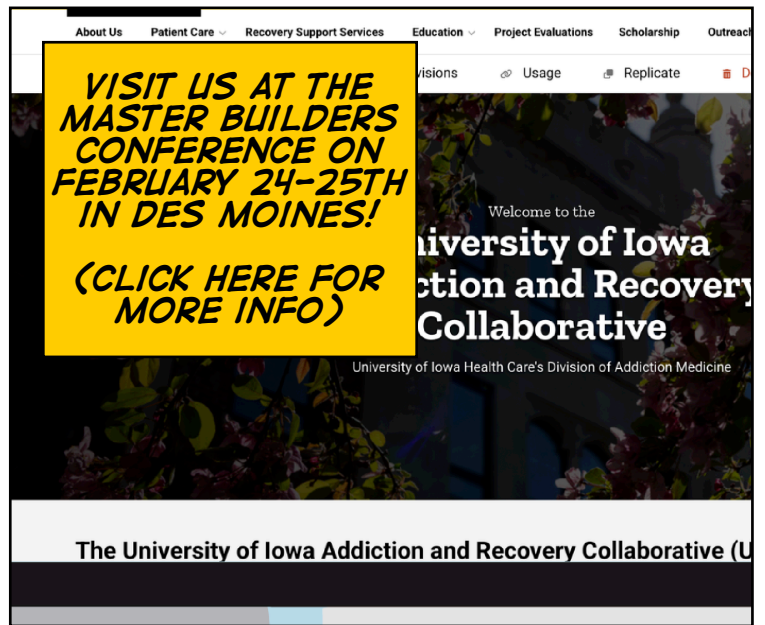 About Us Patient Care Recovery Support Services Education Project Evaluations Scholarship Outreach
visions Usage Replicate D
VISIT US AT THE
MASTER BUILDERS
CONFERENCE ON
FEBRUARY 24-25TH
IN DES MOINES!
(CLICK HERE FOR
MORE INFO)
Welcome to the
iversity of Iowa
ction and Recovery
Collaborative
University of Iowa Health Care's Division of Addiction Medicine
The University of Iowa Addiction and Recovery Collaborative (U